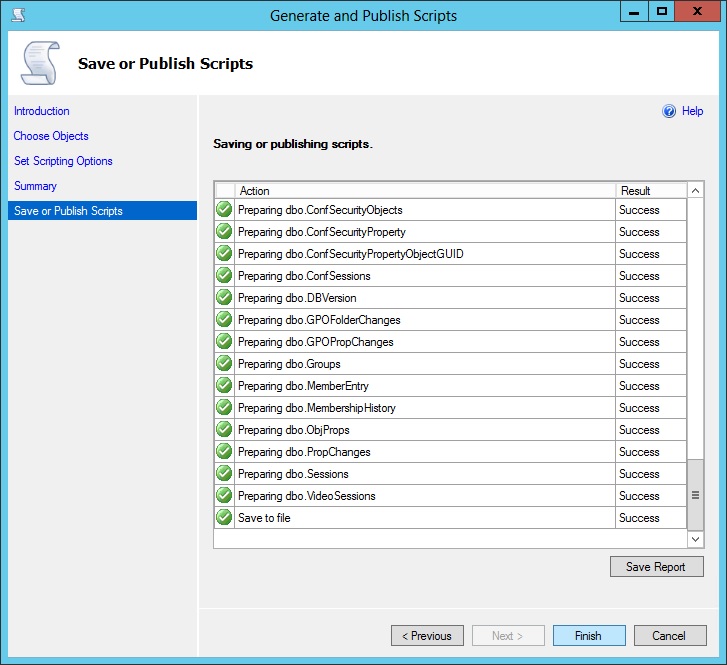 Generate and Publish Scripts
X
Save or Publish Scripts
Introduction
Choose Objects
Set Scripting Options
Summary
Save or Publish Scripts
? Help
Saving or publishing scripts.
Action Result
Preparing dbo.ConfSecurityObjects Success
Preparing dbo.ConfSecurityProperty Success
Preparing dbo.ConfSecurityPropertyObjectGUID Success
Preparing dbo.ConfSessions Success
Preparing dbo.DBVersion Success
Preparing dbo.GPOFolderChanges Success
Preparing dbo.GPOPropChanges Success
Preparing dbo.Groups Success
Preparing dbo.MemberEntry Success
Preparing dbo.MembershipHistory Success
Preparing dbo.ObjProps Success
Preparing dbo.PropChanges Success
Preparing dbo.Sessions Success
Preparing dbo.VideoSessions Success
Save to file Success
Save Report
< Previous Next > Finish Cancel